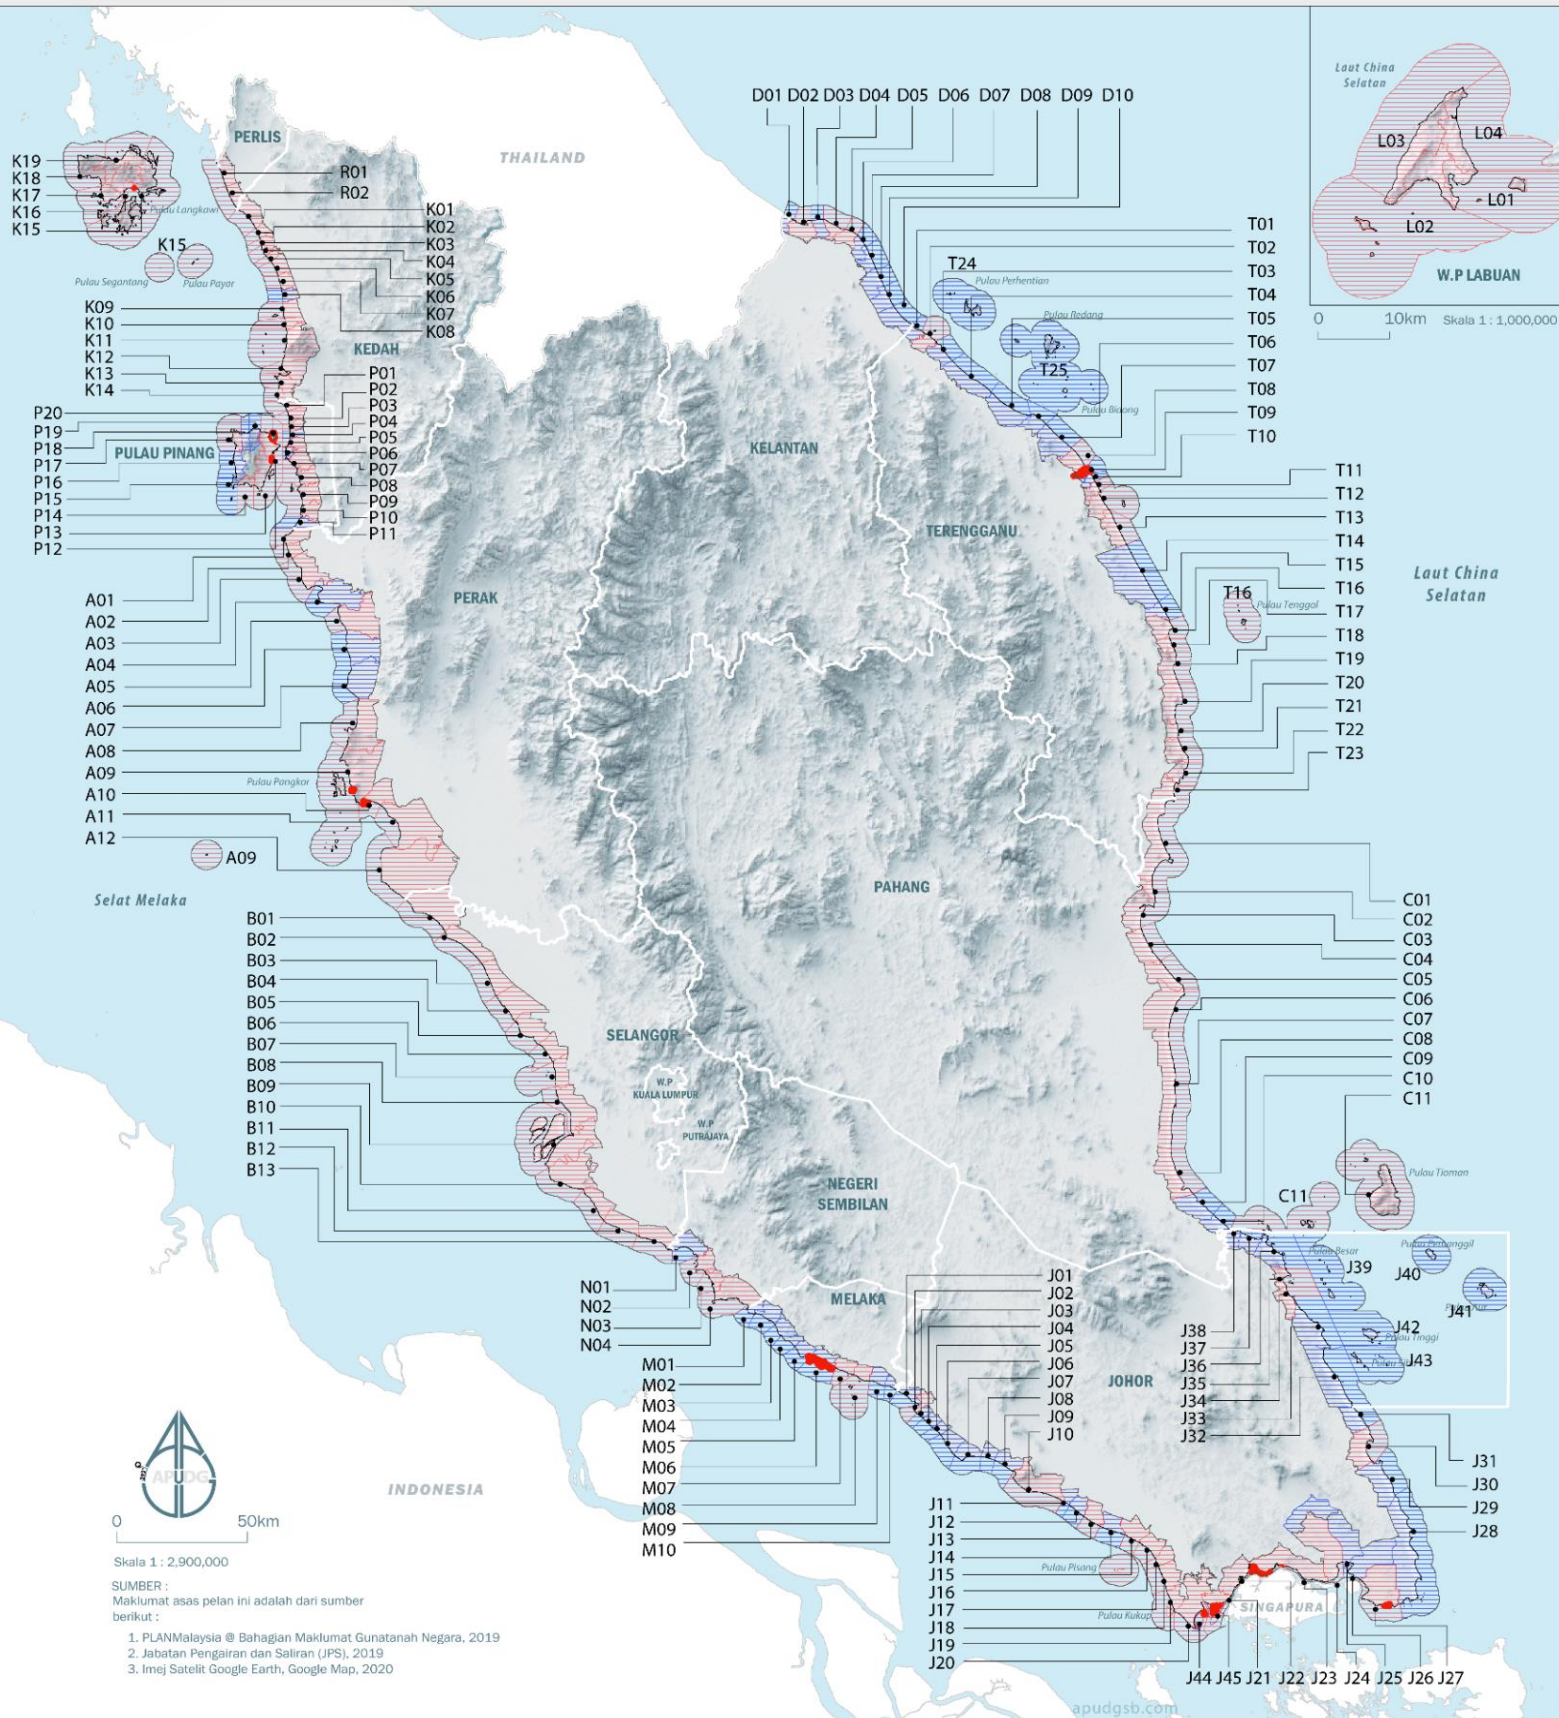 D01 D02 D03 D04 D05 D06 D07 D08 D09 D10
Laut China
Selatan
L03
L04
L01
L02
W.P LABUAN
0 10km Skala 1 : 1,000,000
PERLIS
THAILAND
K19
K18
K17
K16
K15
Pulau Langkawi
R01
R02
K15
Pulau Segantang
Pulau Payar
K01
K02
K03
K04
K05
K06
K07
K08
K09
K10
K11
K12
K13
K14
KEDAH
P01
P02
P03
P04
P05
P06
P07
P08
P09
P10
P11
P20
P19
P18
P17
P16
P15
P14
P13
P12
PULAU PINANG
T24
Pulau Perhentian
Pulau Redang
T25
Pulau Bidong
T01
T02
T03
T04
T05
T06
T07
T08
T09
T10
T11
T12
T13
T14
T15
T16
T17
T18
T19
T20
T21
T22
T23
T16
Pulau Tenggol
Laut China
Selatan
KELANTAN
TERENGGANU
PERAK
A01
A02
A03
A04
A05
A06
A07
A08
A09
A10
A11
A12
Pulau Pangkor
A09
Selat Melaka
PAHANG
B01
B02
B03
B04
B05
B06
B07
B08
B09
B10
B11
B12
B13
SELANGOR
W.P
KUALA LUMPUR
W.P
PUTRAJAYA
NEGERI
SEMBILAN
C01
C02
C03
C04
C05
C06
C07
C08
C09
C10
C11
Pulau Tioman
C11
N01
N02
N03
N04
MELAKA
M01
M02
M03
M04
M05
M06
M07
M08
M09
M10
J01
J02
J03
J04
J05
J06
J07
J08
J09
J10
J38
J37
J36
J35
J34
J33
J32
JOHOR
Pulau Besar
J39
J40
J41
J42
Pulau Tinggi
J43
J31
J30
J29
J28
J11
J12
J13
J14
J15
J16
J17
J18
J19
J20
Pulau Pisang
Pulau Kukup
SINGAPURA
J44 J45 J21 J22 J23 J24 J25 J26 J27
INDONESIA
APUDG
0 50km
Skala 1 : 2,900,000
SUMBER :
Maklumat asas pelan ini adalah dari sumber
berikut :
1. PLANMalaysia @ Bahagian Maklumat Gunatanah Negara, 2019
2. Jabatan Pengairan dan Saliran (JPS), 2019
3. Imej Satelit Google Earth, Google Map, 2020
apudgsb.com